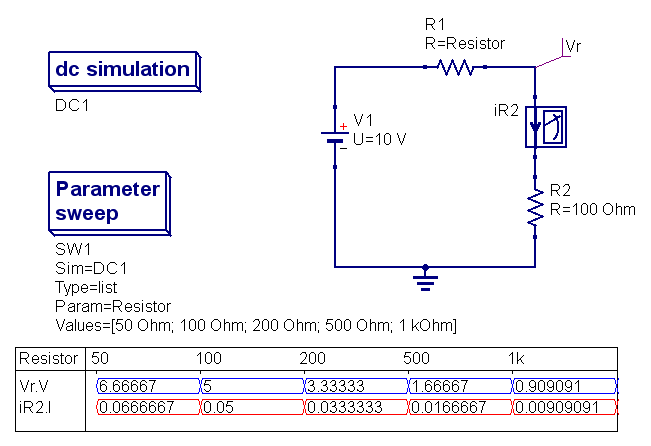 R1
R=Resistor
Vr
dc simulation
DC1
iR2
V1
U=10 V
+
-
Parameter
sweep
R2
R=100 Ohm
SW1
Sim=DC1
Type=list
Param=Resistor
Values=[50 Ohm; 100 Ohm; 200 Ohm; 500 Ohm; 1 kOhm]
Resistor 50 100 200 500 1k
Vr.V 6.66667 5 3.33333 1.66667 0.909091
iR2.I 0.0666667 0.05 0.0333333 0.0166667 0.00909091